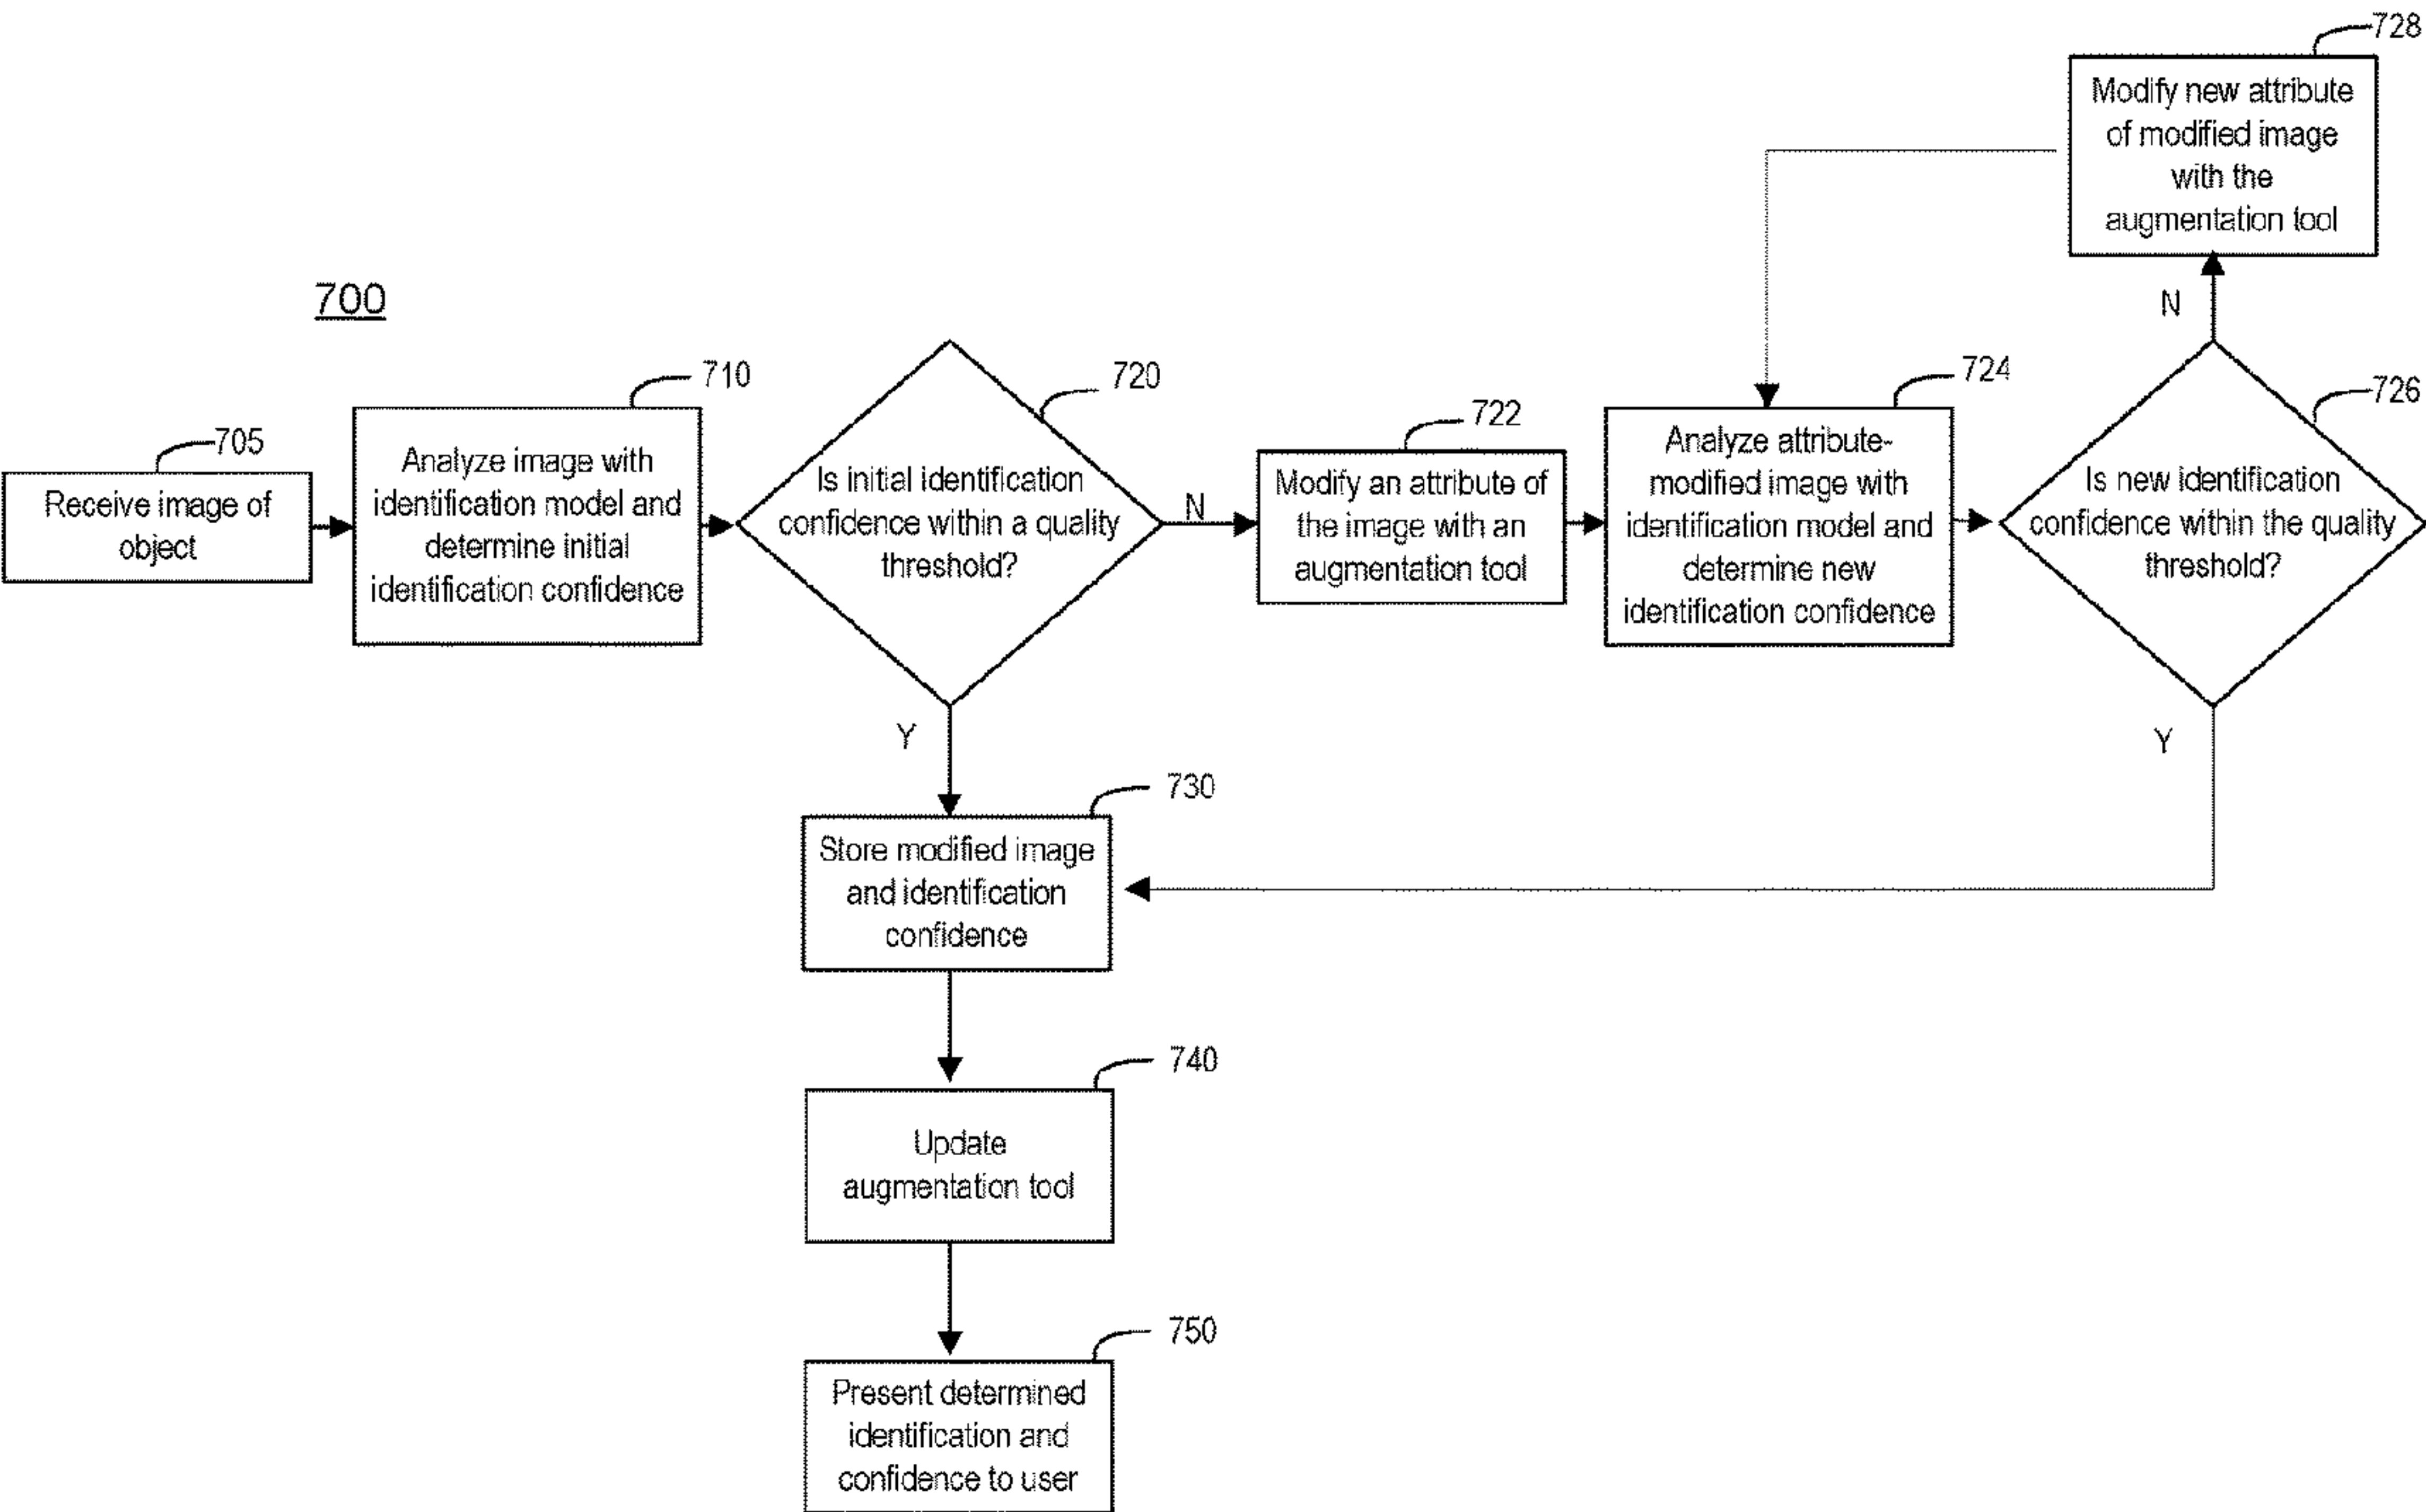 700
705
Receive image of
object
710
Analyze image with
identification model and
determine initial
identification confidence
720
Is initial identification
confidence within a quality
threshold?
N
Y
722
Modify an attribute of
the image with an
augmentation tool
724
Analyze attribute-
modified image with
identification model and
determine new
identification confidence
726
Is new identification
confidence within the quality
threshold?
N
Y
728
Modify new attribute
of modified image
with the
augmentation tool
730
Store modified image
and identification
confidence
740
Update
augmentation tool
750
Present determined
identification and
confidence to user